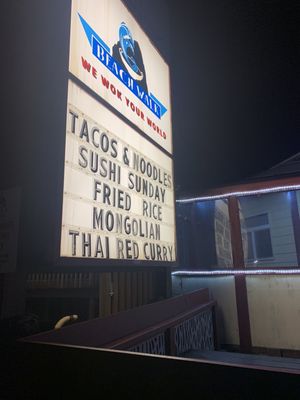 BEACH WALK
WE WOK YOUR WORLD
TACOS & NOODLES
SUSHI SUNDAY
FRIED RICE
MONGOLIAN
THAI RED CURRY